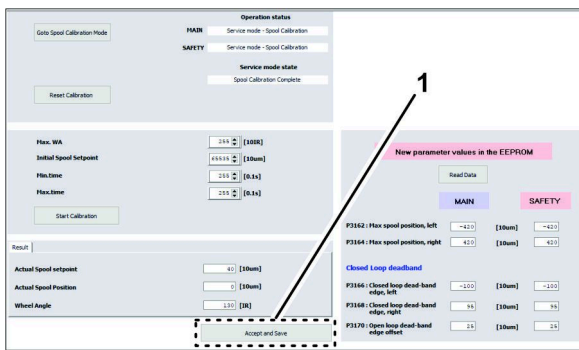 Operation status
Goto Spool Calibration Mode
MAIN Service mode - Spool Calibration
SAFETY Service mode - Spool Calibration
Service mode state
Spool Calibration Complete
Reset Calibration
1
Max. WA 255 [10IR]
Initial Spool Setpoint 65535 [10um]
Min.time 255 [0.1s]
Max.time 255 [0.1s]
Start Calibration
Result
Actual Spool setpoint 40 [10um]
Actual Spool Position 0 [10um]
Wheel Angle 130 [IR]
Accept and Save
New parameter values in the EEPROM
Read Data
MAIN SAFETY
P3162 : Max spool position, left -420 [10um] -420
P3164 : Max spool position, right 420 [10um] 420
Closed Loop deadband
P3166 : Closed loop dead-band edge, left -100 [10um] -100
P3168 : Closed loop dead-band edge, right 95 [10um] 95
P3170 : Open loop dead-band edge offset 25 [10um] 25